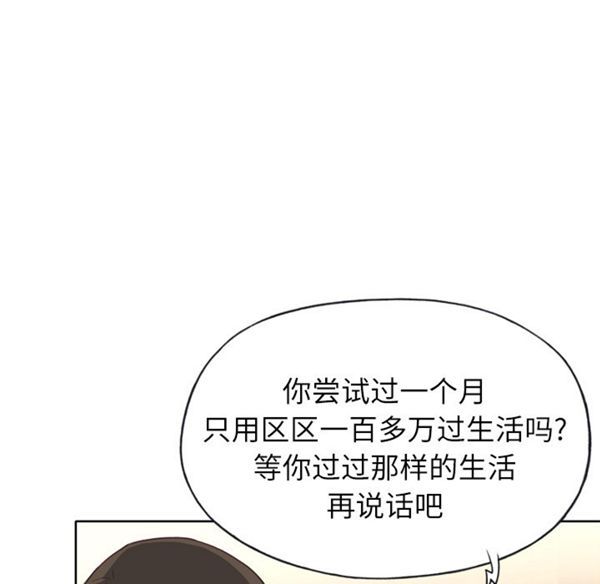 你尝试过一个月
只用区区一百多万过生活吗?
等你过过那样的生活
再说话吧